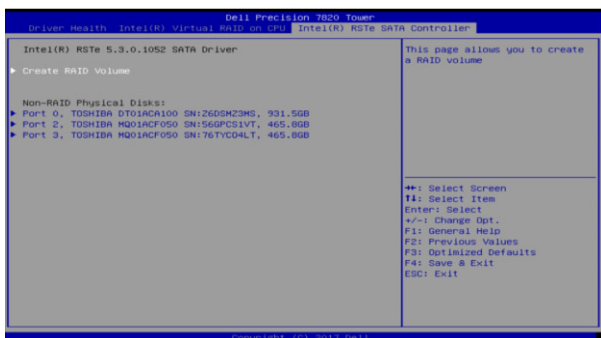 Dell Precision 7820 Tower
Driver Health Intel(R) Virtual RAID on CPU Intel(R) RSTe SATA Controller
Intel(R) RSTe 5.3.0.1052 SATA Driver
Create RAID Volume
Non-RAID Physical Disks:
Port 0, TOSHIBA DT01ACA100 SN:Z6DSMZ3MS, 931.5GB
Port 2, TOSHIBA MQ01ACF050 SN:56GPCS1VT, 465.8GB
Port 3, TOSHIBA MQ01ACF050 SN:76TYC04LT, 465.8GB
This page allows you to create
a RAID volume
→←: Select Screen
↑↓: Select Item
Enter: Select
+/-: Change Opt.
F1: General Help
F2: Previous Values
F3: Optimized Defaults
F4: Save & Exit
ESC: Exit
Copyright (C) 2017 Dell